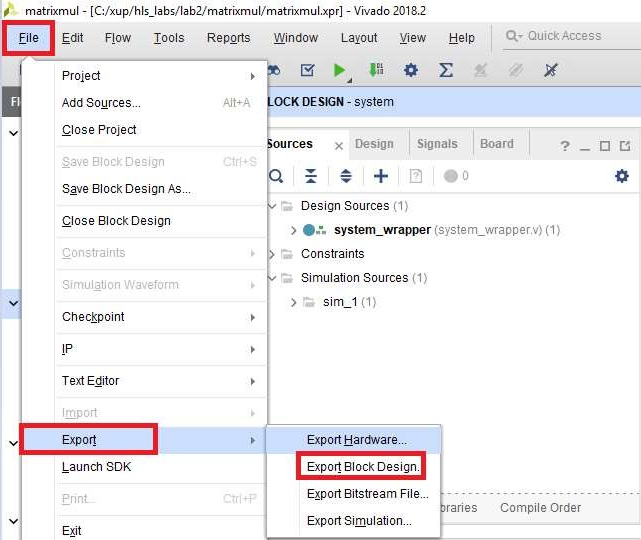 matrixmul - [C:/xup/hls_labs/lab2/matrixmul/matrixmul.xpr] - Vivado 2018.2
File Edit Flow Tools Reports Window Layout View Help Quick Access
LOCK DESIGN - system
Project
Add Sources... Alt+A
Close Project
Save Block Design Ctrl+S
Save Block Design As...
Close Block Design
Constraints
Simulation Waveform
Checkpoint
IP
Text Editor
Import
Export
Launch SDK
Print... Ctrl+P
Exit
Sources Design Signals Board
0
Design Sources (1)
system_wrapper (system_wrapper.v) (1)
Constraints
Simulation Sources (1)
sim_1 (1)
Export Hardware...
Export Block Design.
Export Bitstream File...
Export Simulation...
braries Compile Order